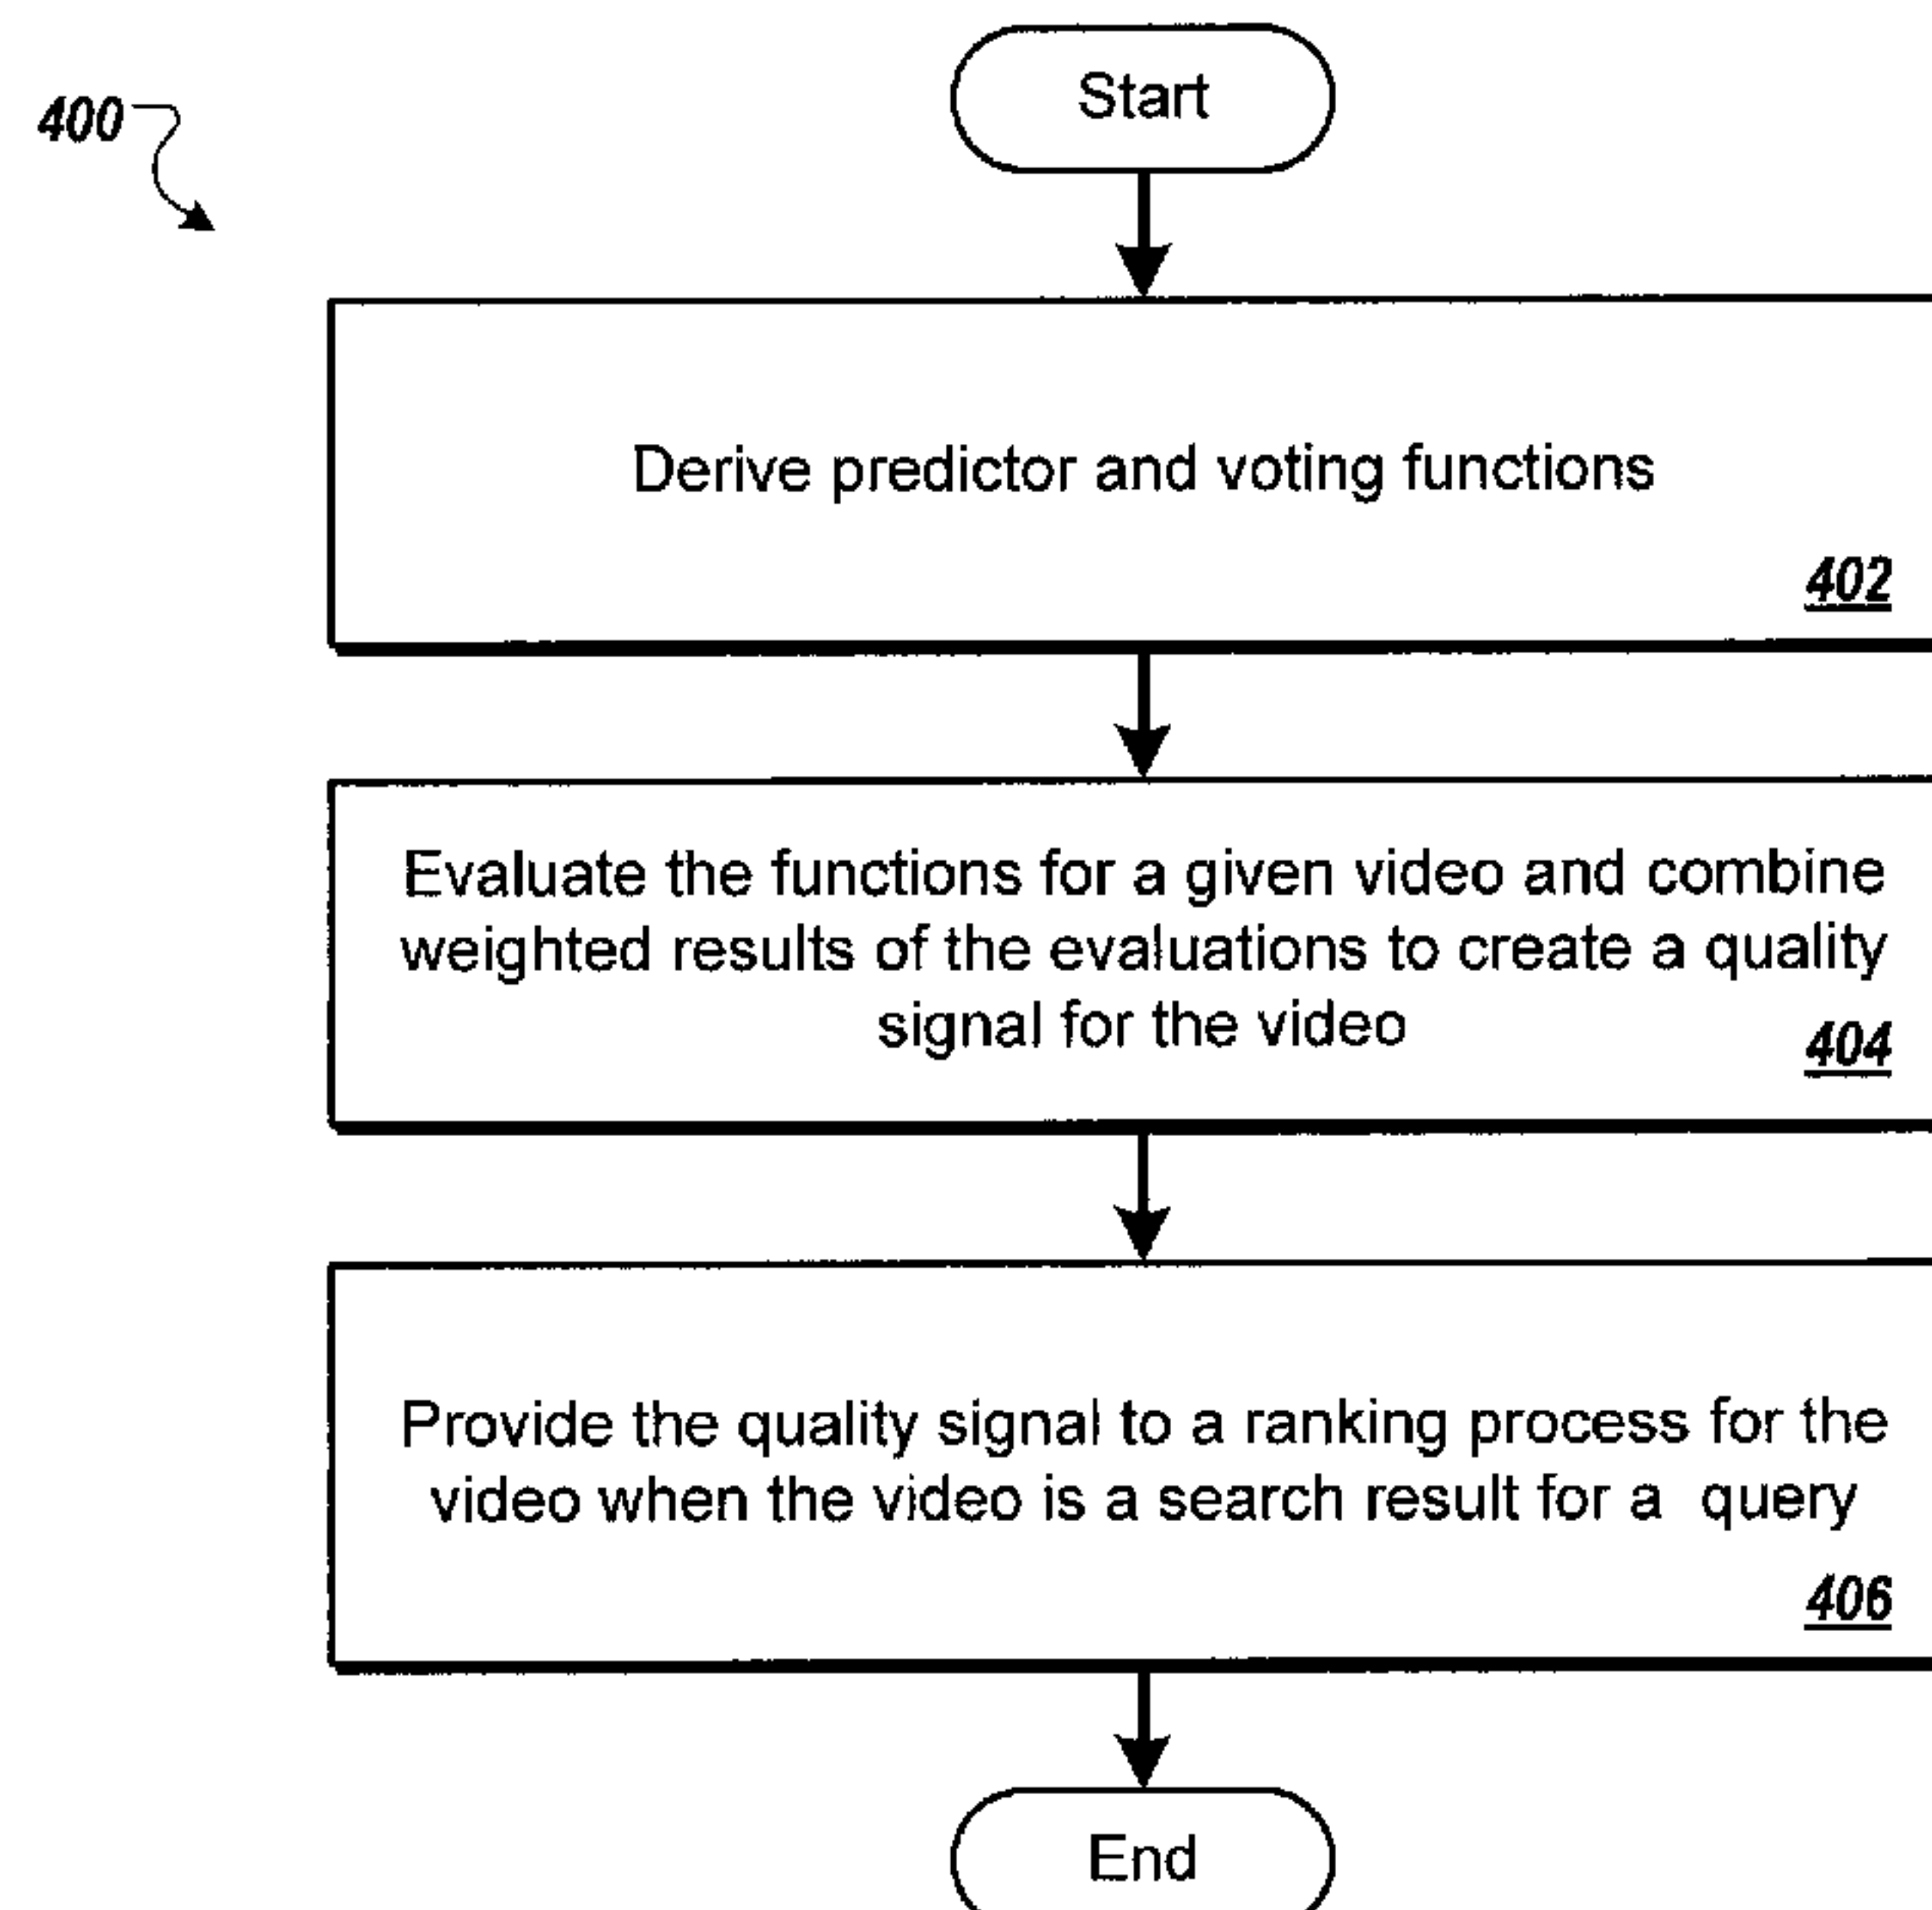 400
Start
Derive predictor and voting functions
402
Evaluate the functions for a given video and combine
weighted results of the evaluations to create a quality
signal for the video
404
Provide the quality signal to a ranking process for the
video when the video is a search result for a query
406
End